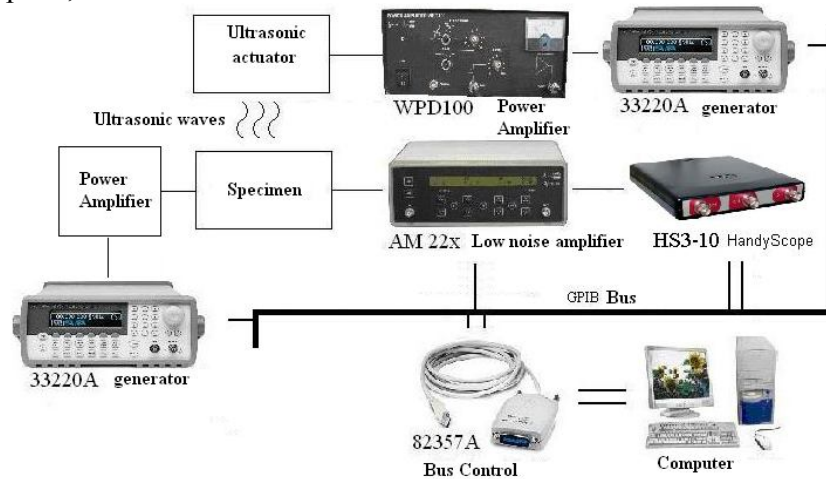 Ultrasonic
actuator
WPD100 Power
Amplifier
33220A generator
Ultrasonic waves
Power
Amplifier
Specimen
AM 22x Low noise amplifier
HS3-10 HandyScope
GPIB Bus
33220A generator
82357A
Bus Control
Computer